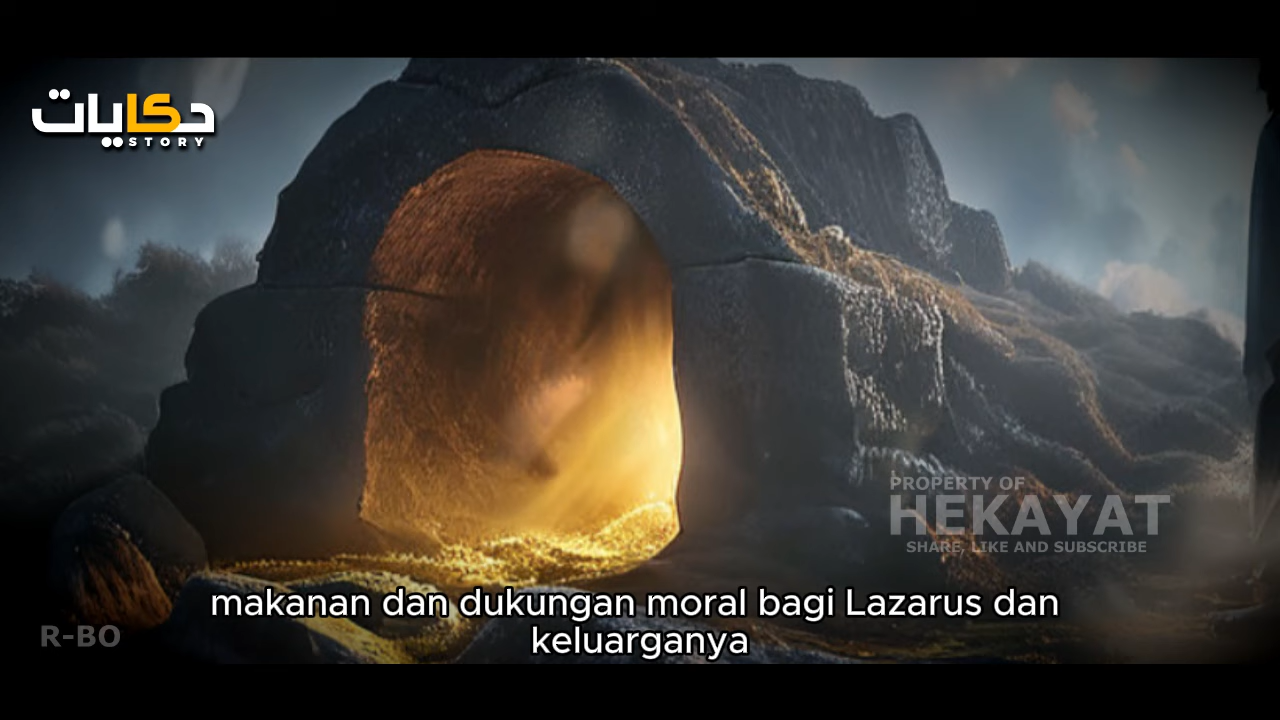 حكايات
STORY
PROPERTY OF
HEKAYAT
SHARE, LIKE AND SUBSCRIBE
makanan dan dukungan moral bagi Lazarus dan
keluarganya
R-BO